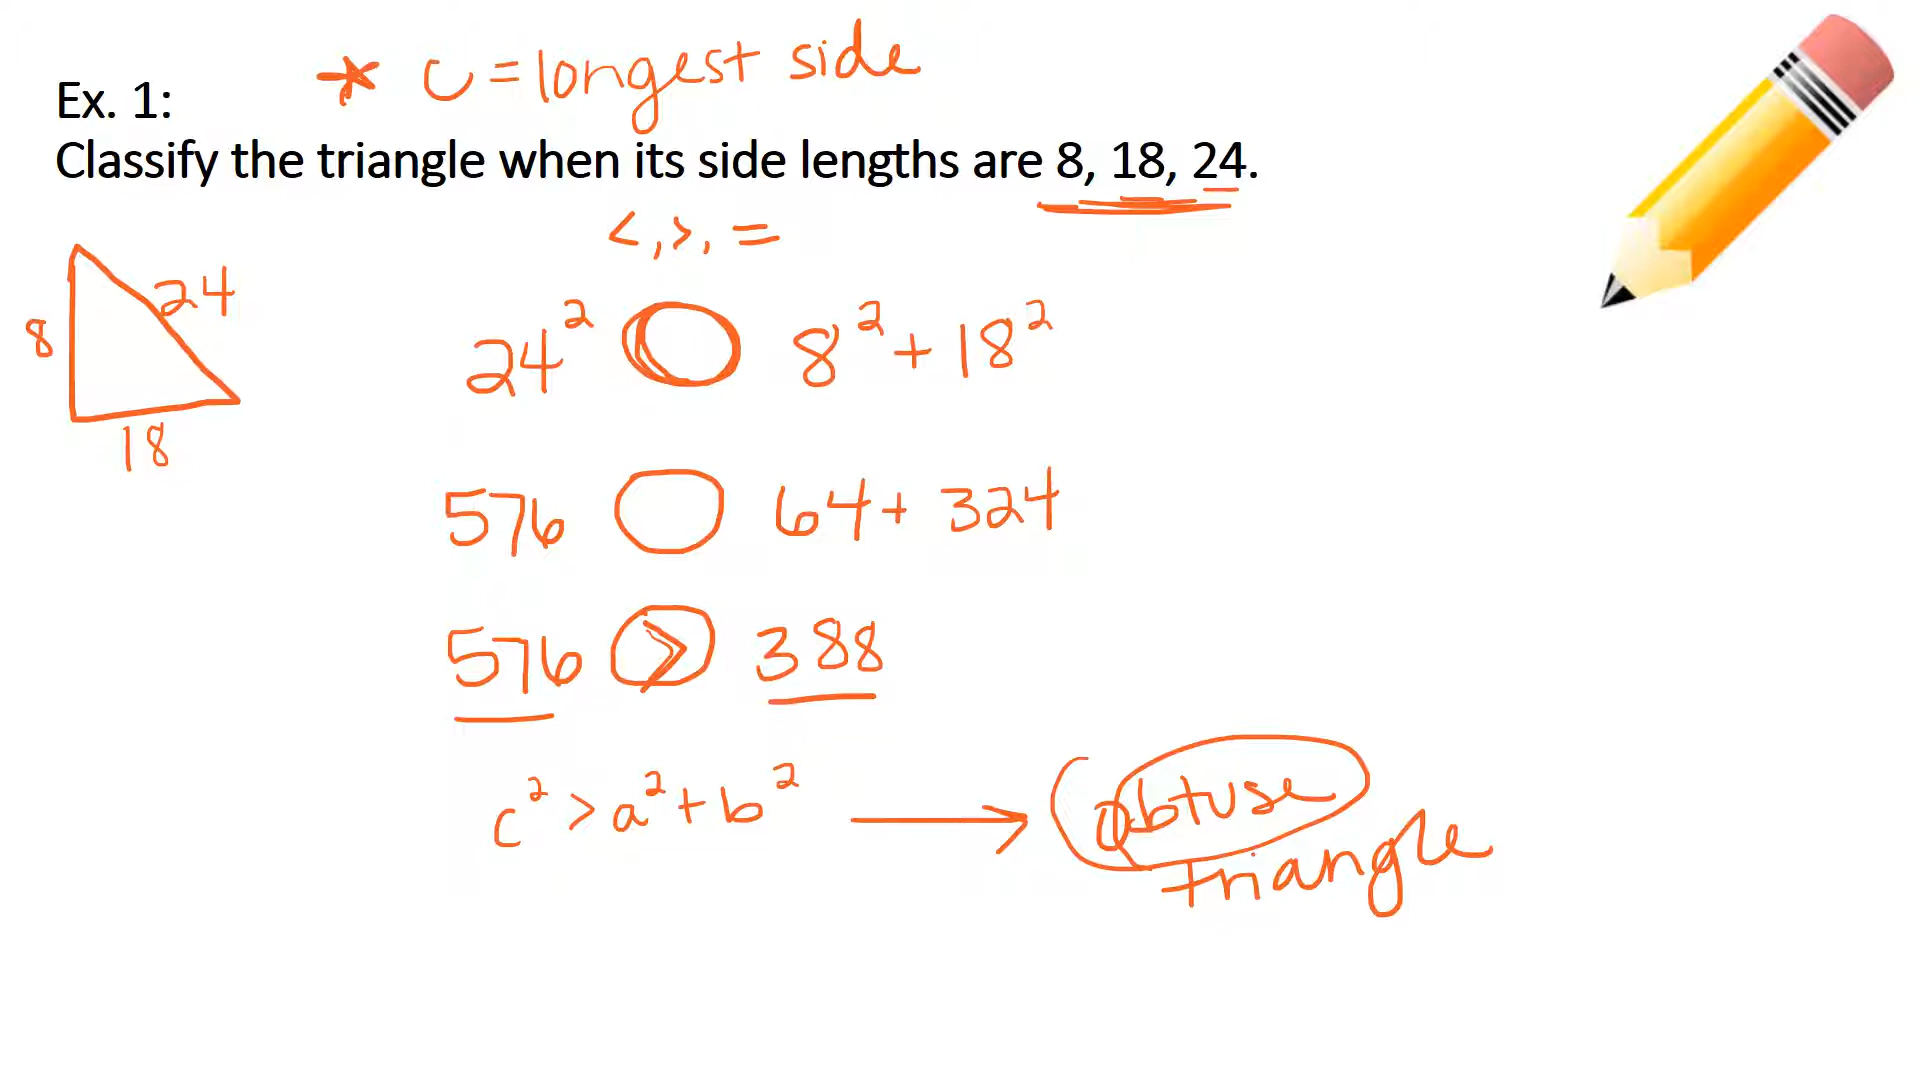 * c = longest side
Ex. 1:
Classify the triangle when its side lengths are 8, 18, 24.
<, >, =
24
8
18
24² ◯ 8² + 18²
576 ◯ 64 + 324
576 > 388
c² > a² + b² → obtuse
triangle